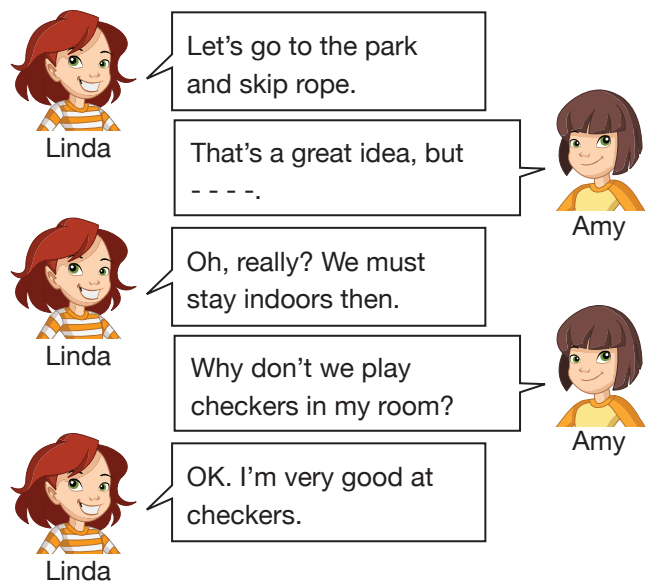 Let’s go to the park
and skip rope.
Linda
That’s a great idea, but
- - - -.
Amy
Oh, really? We must
stay indoors then.
Linda
Why don’t we play
checkers in my room?
Amy
OK. I’m very good at
checkers.
Linda